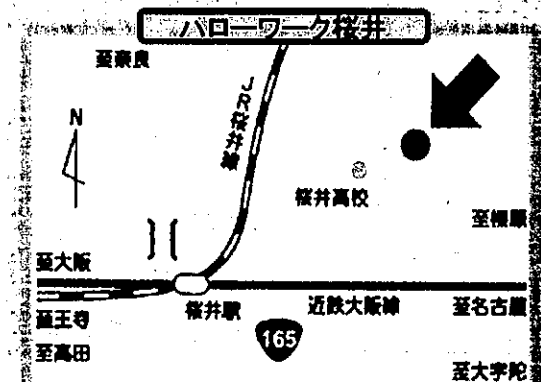 ハローワーク桜井
至奈良
N
JR桜井線
桜井高校
至榛原
至大阪
桜井駅
近鉄大阪線
至名古屋
至王寺
165
至高田
至大宇陀